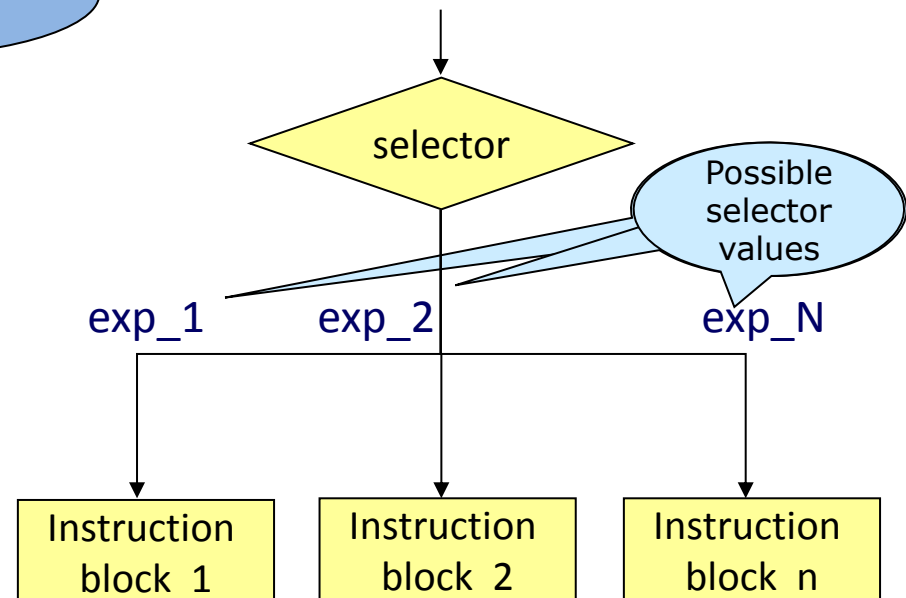 selector
Possible
selector
values
exp_1 exp_2 exp_N
Instruction Instruction Instruction
block 1 block 2 block n